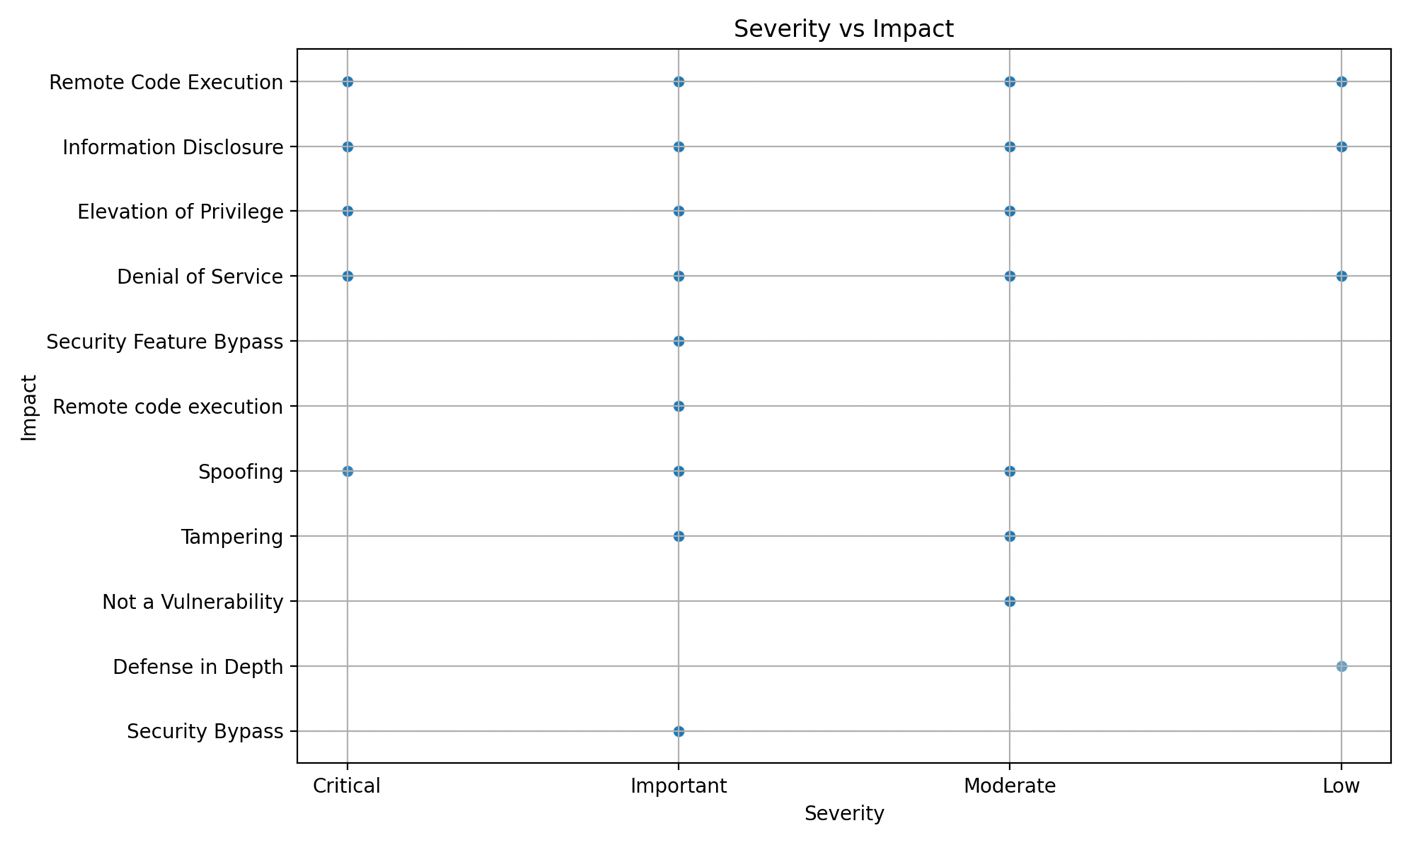 Severity vs Impact
Remote Code Execution
Information Disclosure
Elevation of Privilege
Denial of Service
Security Feature Bypass
Remote code execution
Spoofing
Tampering
Not a Vulnerability
Defense in Depth
Security Bypass
Impact
Critical
Important
Moderate
Low
Severity